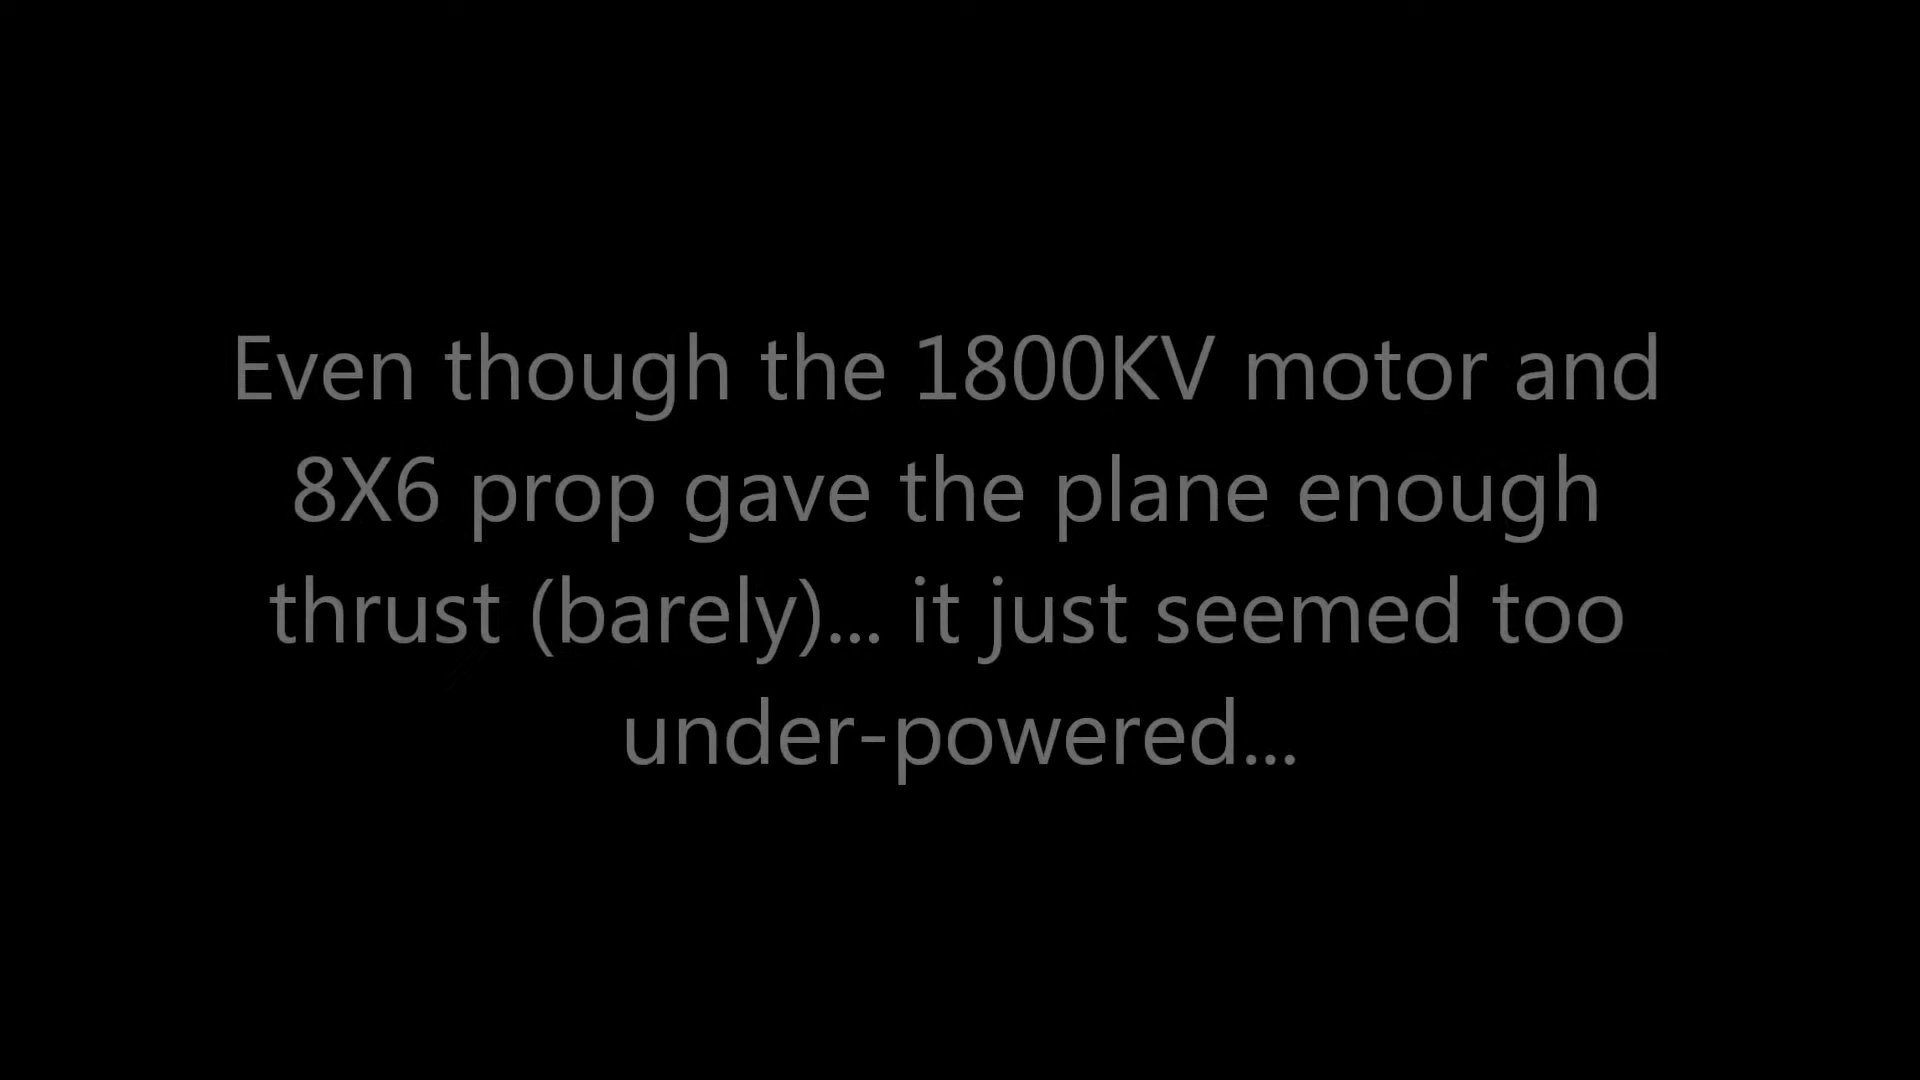 Even though the 1800KV motor and
8X6 prop gave the plane enough
thrust (barely)... it just seemed too
under-powered...